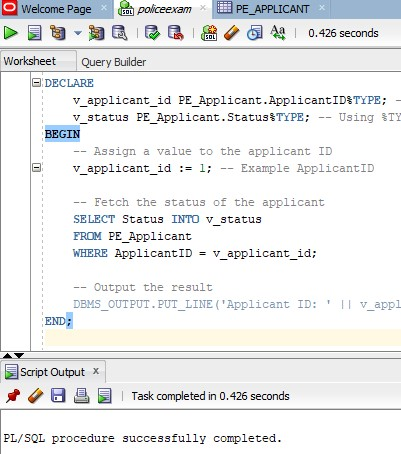 Welcome Page policeexam PE_APPLICANT
SQL 0.426 seconds
Worksheet Query Builder
DECLARE
v_applicant_id PE_Applicant.ApplicantID%TYPE; -
v_status PE_Applicant.Status%TYPE; -- Using %TY
BEGIN
-- Assign a value to the applicant ID
v_applicant_id := 1; -- Example ApplicantID
-- Fetch the status of the applicant
SELECT Status INTO v_status
FROM PE_Applicant
WHERE ApplicantID = v_applicant_id;
-- Output the result
DBMS_OUTPUT.PUT_LINE('Applicant ID: ' || v_appl
END;
Script Output x
Task completed in 0.426 seconds
PL/SQL procedure successfully completed.